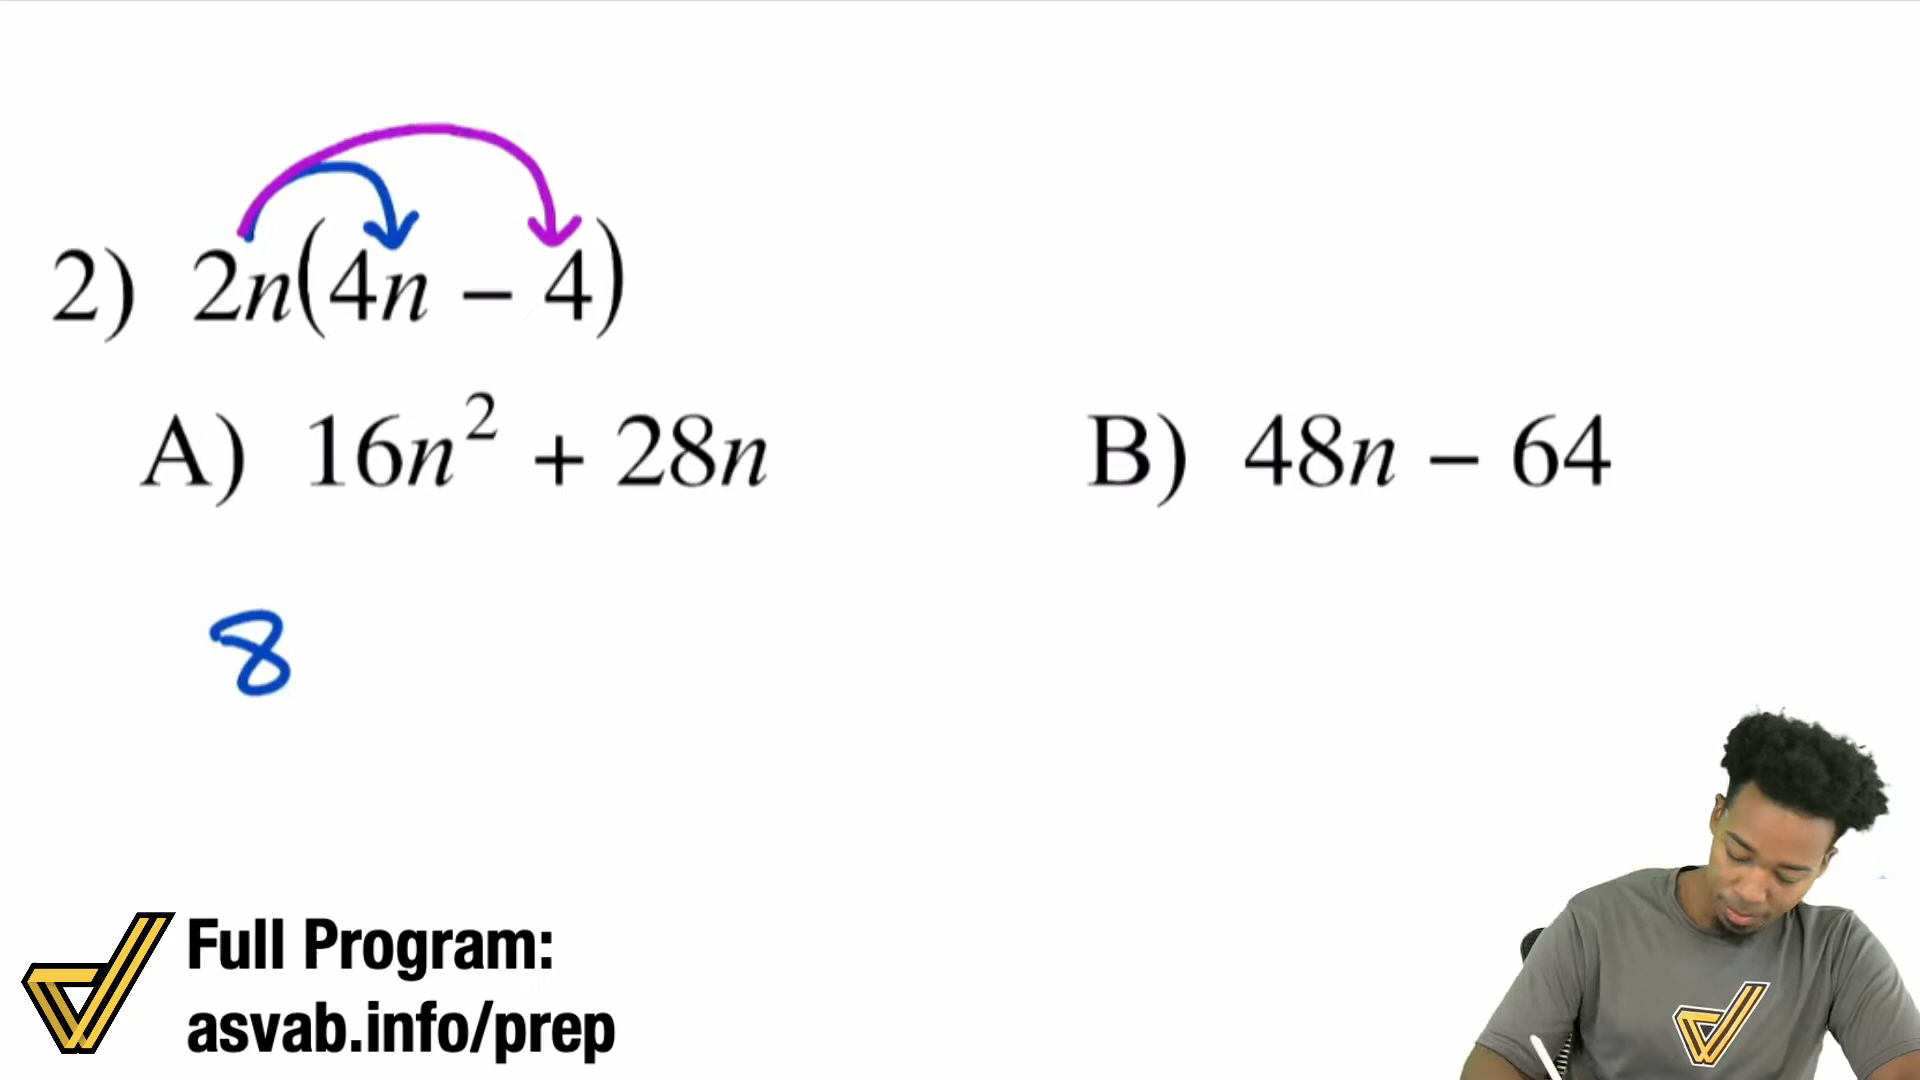 2) 2n(4n − 4)
A) 16n² + 28n
B) 48n − 64
8
Full Program:
asvab.info/prep